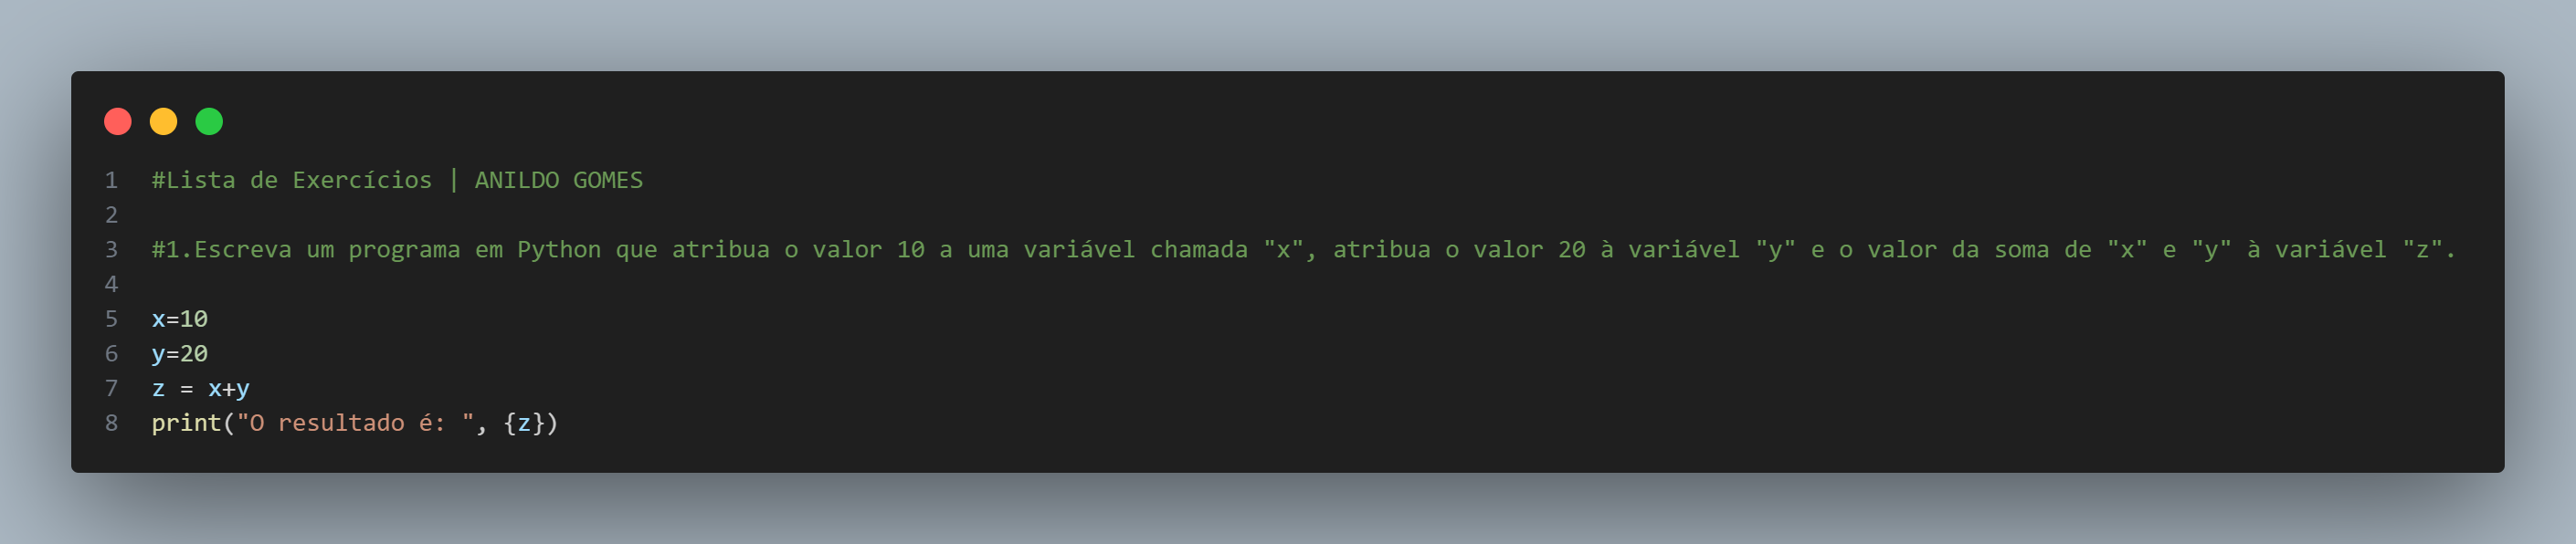 1 #Lista de Exercícios | ANILDO GOMES
2
3 #1.Escreva um programa em Python que atribua o valor 10 a uma variável chamada "x", atribua o valor 20 à variável "y" e o valor da soma de "x" e "y" à variável "z".
4
5 x=10
6 y=20
7 z = x+y
8 print("O resultado é: ", {z})